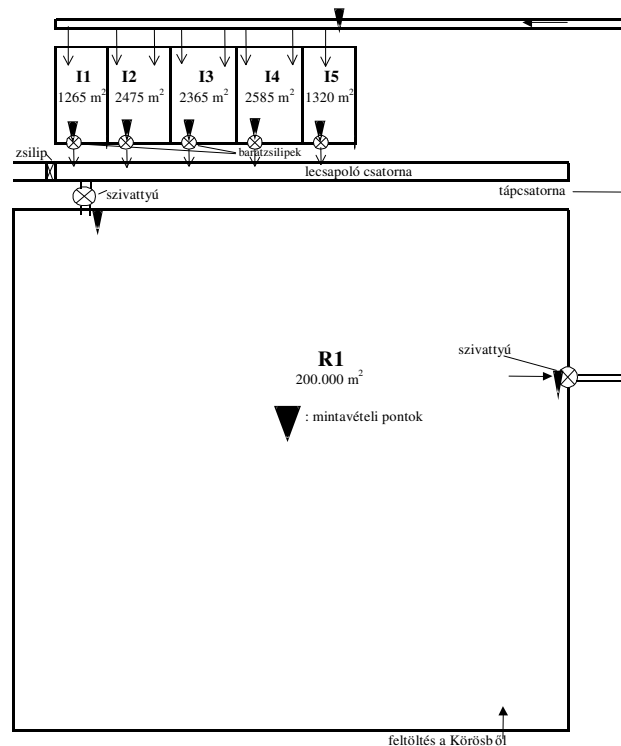 I1 I2 I3 I4 I5
1265 m² 2475 m² 2365 m² 2585 m² 1320 m²
zsilip
barátzsilipek
lecsapoló csatorna
szivattyú
tápcsatorna
szivattyú
R1
200.000 m²
: mintavételi pontok
feltöltés a Körösből